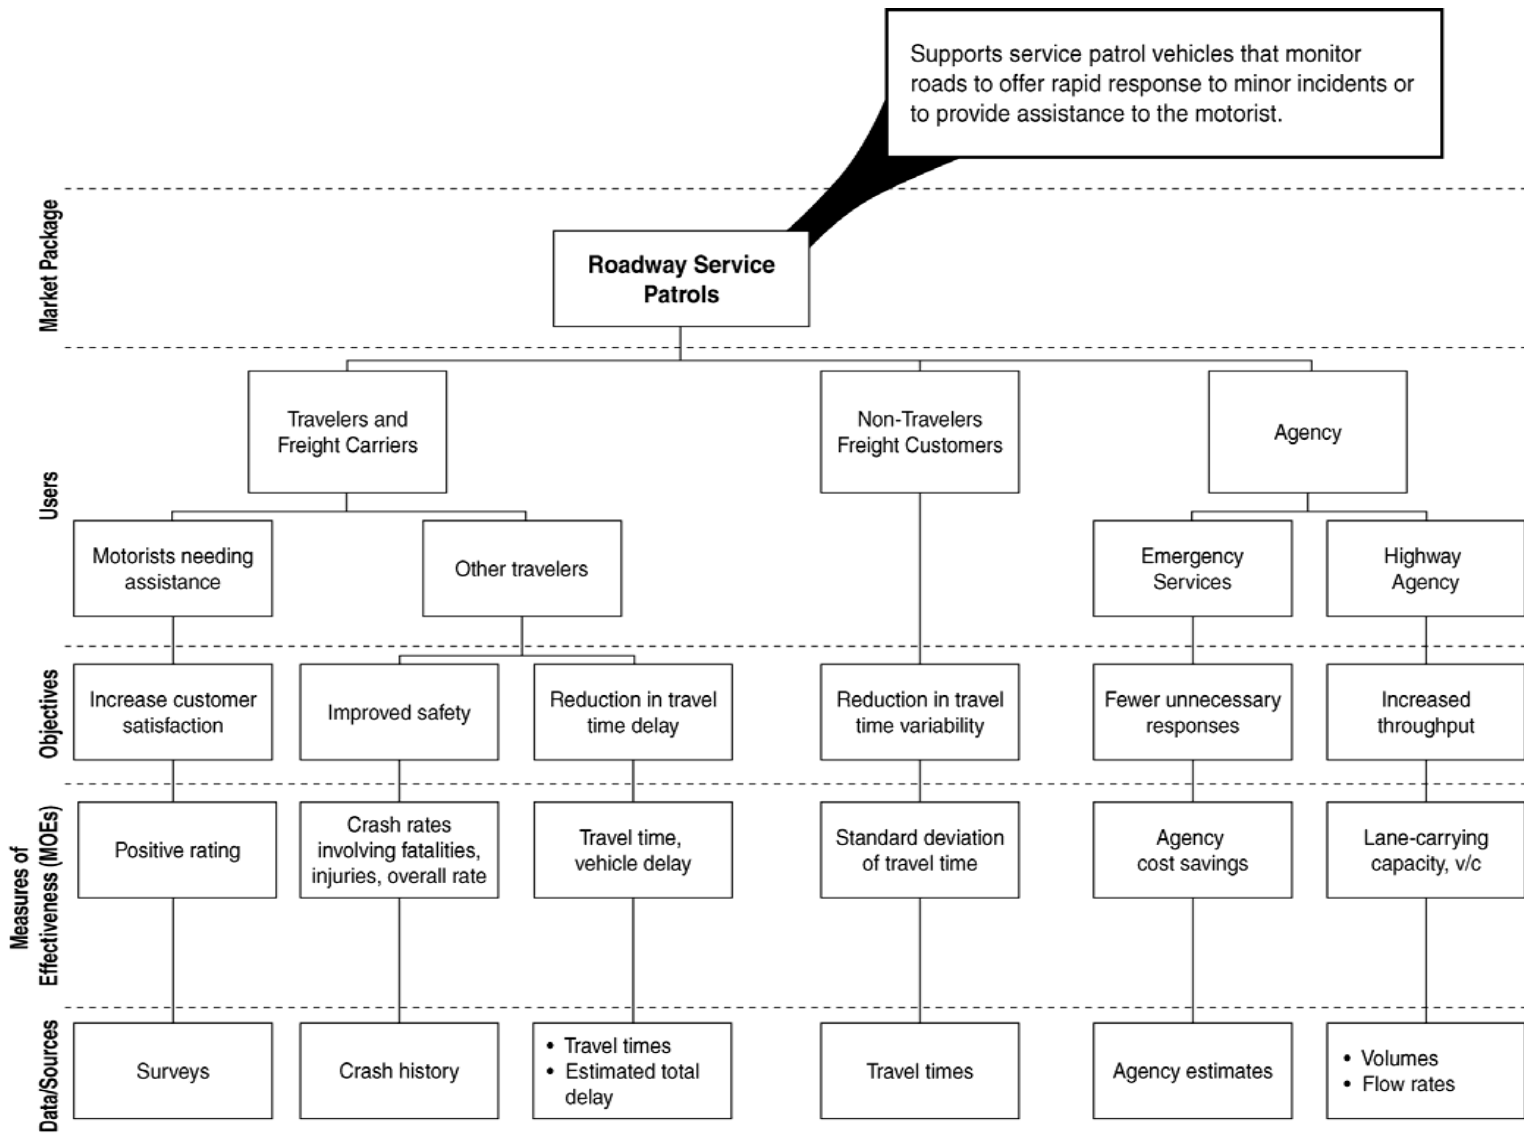 Supports service patrol vehicles that monitor
roads to offer rapid response to minor incidents or
to provide assistance to the motorist.
Market Package
Roadway Service
Patrols
Users
Travelers and
Freight Carriers
Non-Travelers
Freight Customers
Agency
Motorists needing
assistance
Other travelers
Emergency
Services
Highway
Agency
Objectives
Increase customer
satisfaction
Improved safety
Reduction in travel
time delay
Reduction in travel
time variability
Fewer unnecessary
responses
Increased
throughput
Measures of
Effectiveness (MOEs)
Positive rating
Crash rates
involving fatalities,
injuries, overall rate
Travel time,
vehicle delay
Standard deviation
of travel time
Agency
cost savings
Lane-carrying
capacity, v/c
Data/Sources
Surveys
Crash history
• Travel times
• Estimated total
delay
Travel times
Agency estimates
• Volumes
• Flow rates